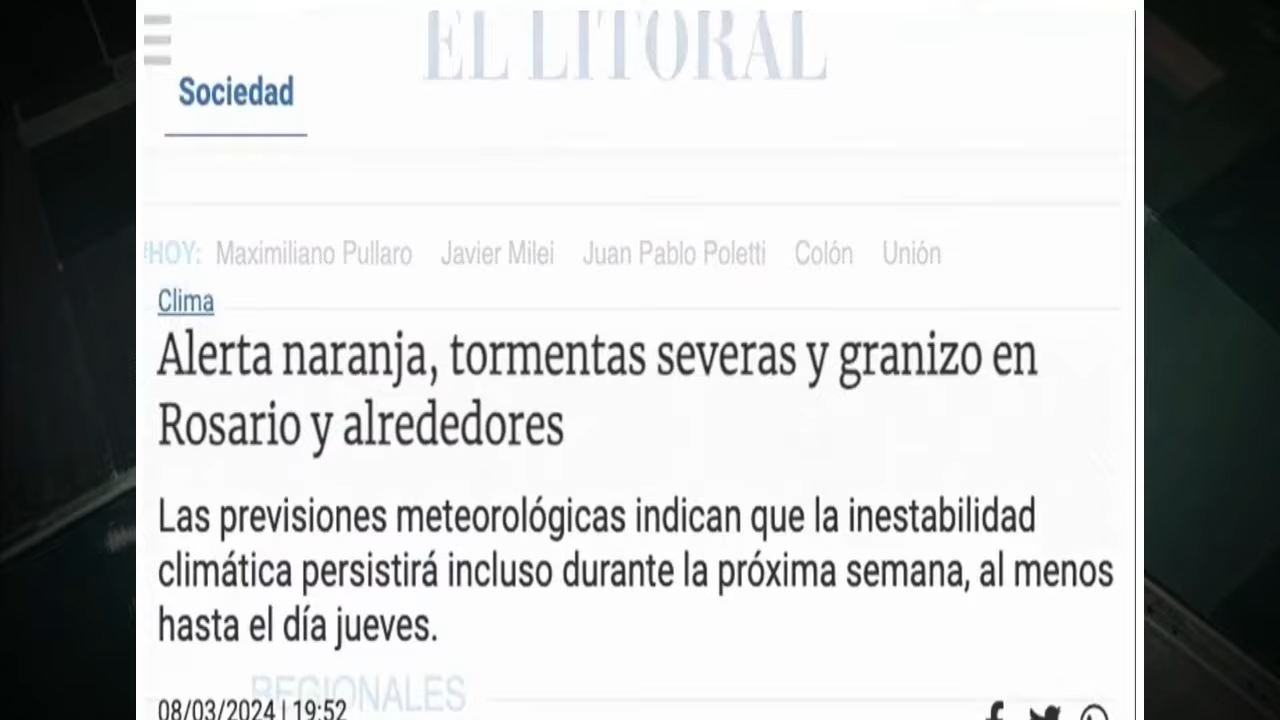 EL LITORAL
Sociedad
HOY: Maximiliano Pullaro Javier Milei Juan Pablo Poletti Colón Unión
Clima
Alerta naranja, tormentas severas y granizo en
Rosario y alrededores
Las previsiones meteorológicas indican que la inestabilidad
climática persistirá incluso durante la próxima semana, al menos
hasta el día jueves.
REGIONALES
08/03/2024 | 19:52